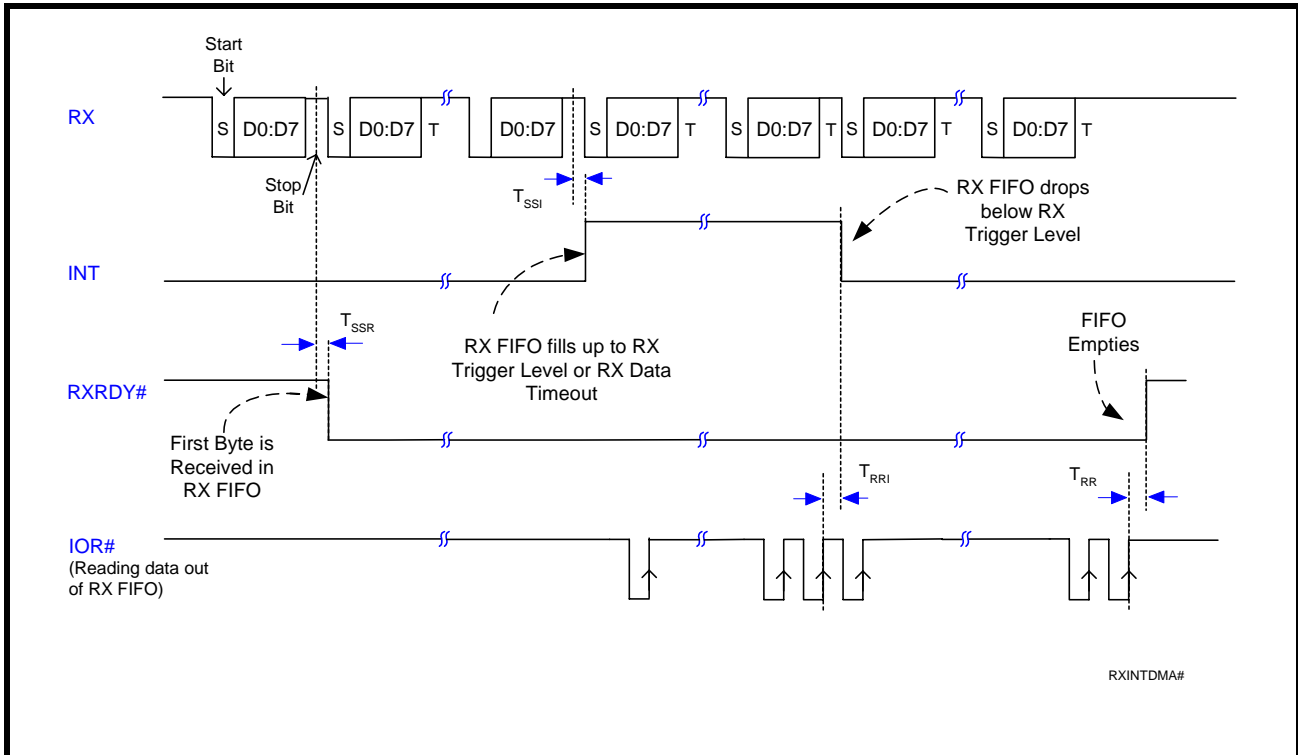 Start
Bit
RX
S D0:D7 S D0:D7 T D0:D7 S D0:D7 T S D0:D7 T S D0:D7 T S D0:D7 T
Stop
Bit
TSSI
RX FIFO drops
below RX
Trigger Level
INT
TSSR
RX FIFO fills up to RX
Trigger Level or RX Data
Timeout
FIFO
Empties
RXRDY#
First Byte is
Received in
RX FIFO
TRRI
TRR
IOR#
(Reading data out
of RX FIFO)
RXINTDMA#